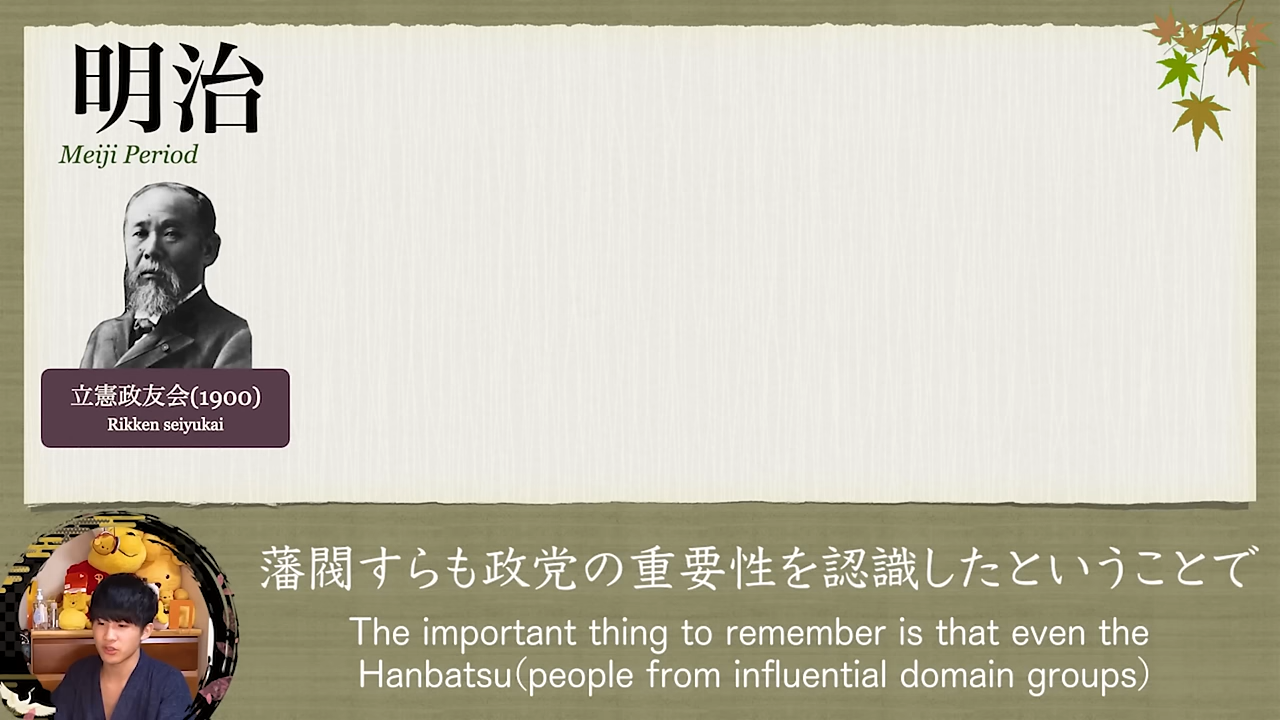 明治
Meiji Period
立憲政友会(1900)
Rikken seiyukai
藩閥すらも政党の重要性を認識したということで
The important thing to remember is that even the
Hanbatsu(people from influential domain groups)